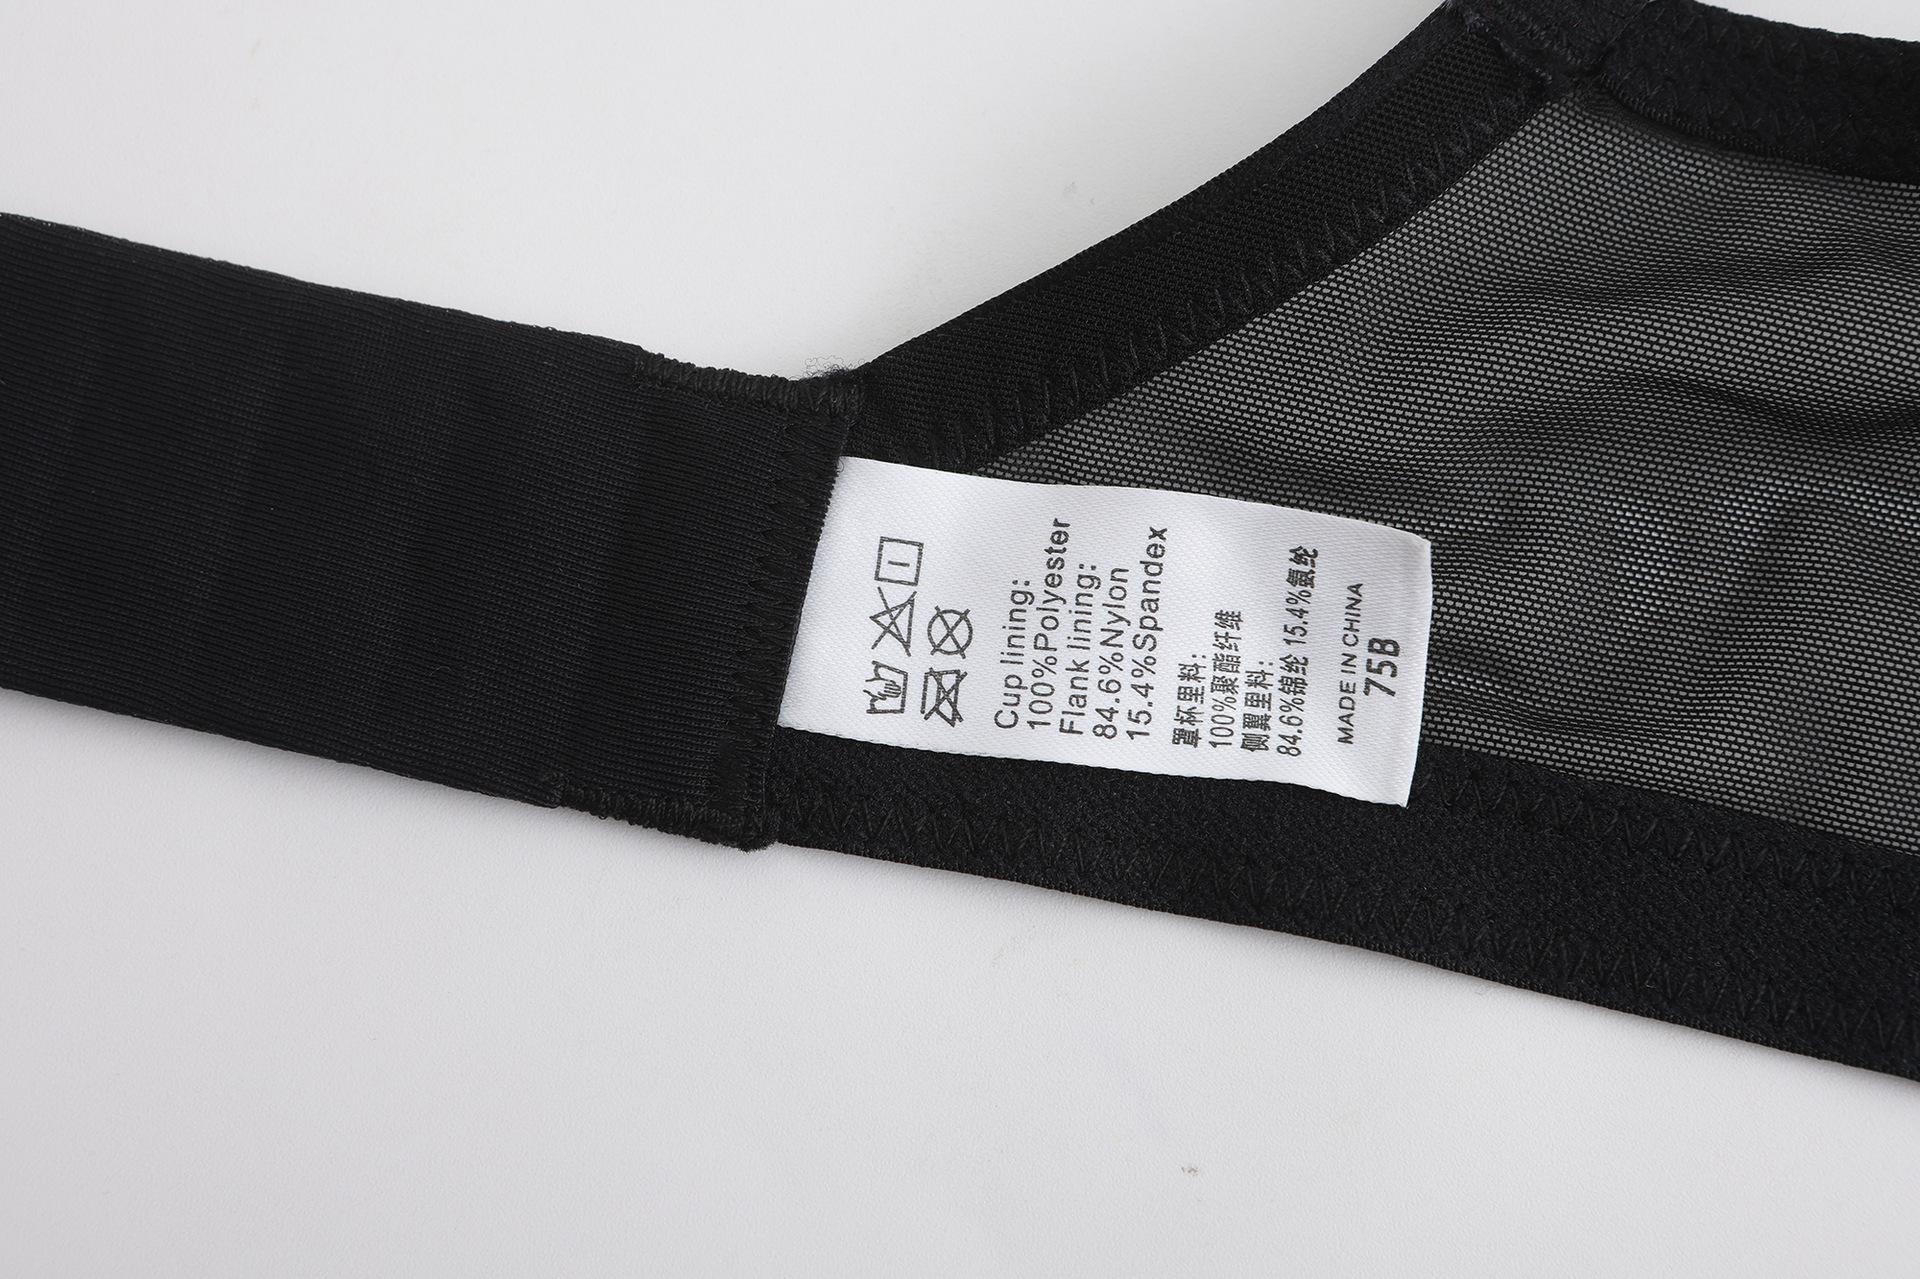 Cup lining:
100%Polyester
Flank lining:
84.6%Nylon
15.4%Spandex
罩杯里料:
100%聚酯纤维
侧翼里料:
84.6%锦纶 15.4%氨纶
MADE IN CHINA
75B